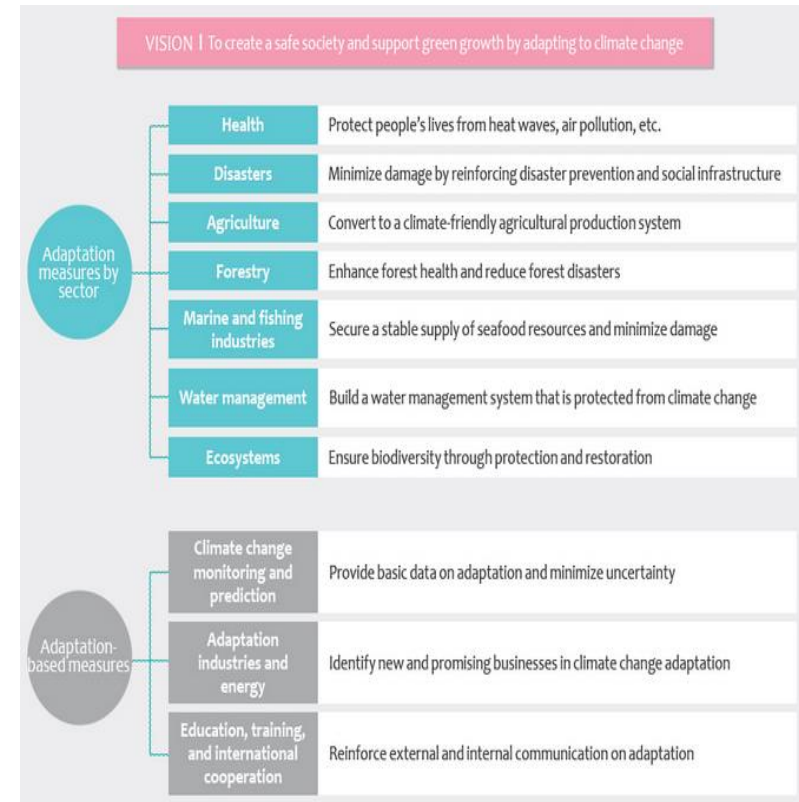 VISION | To create a safe society and support green growth by adapting to climate change
Adaptation
measures by
sector
Health
Protect people's lives from heat waves, air pollution, etc.
Disasters
Minimize damage by reinforcing disaster prevention and social infrastructure
Agriculture
Convert to a climate-friendly agricultural production system
Forestry
Enhance forest health and reduce forest disasters
Marine and fishing
industries
Secure a stable supply of seafood resources and minimize damage
Water management
Build a water management system that is protected from climate change
Ecosystems
Ensure biodiversity through protection and restoration
Adaptation-
based measures
Climate change
monitoring and
prediction
Provide basic data on adaptation and minimize uncertainty
Adaptation
industries and
energy
Identify new and promising businesses in climate change adaptation
Education, training,
and international
cooperation
Reinforce external and internal communication on adaptation